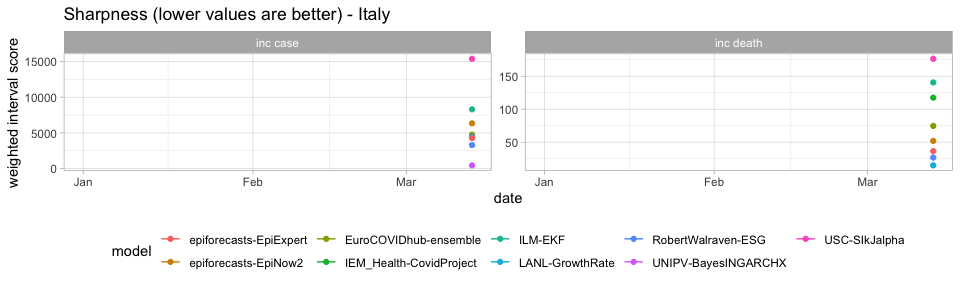 Sharpness (lower values are better) - Italy
inc case
inc death
weighted interval score
15000
10000
5000
0
150
100
50
Jan
Feb
Mar
Jan
Feb
Mar
date
model
epiforecasts-EpiExpert
EuroCOVIDhub-ensemble
ILM-EKF
RobertWalraven-ESG
USC-SIkJalpha
epiforecasts-EpiNow2
IEM_Health-CovidProject
LANL-GrowthRate
UNIPV-BayesINGARCHX